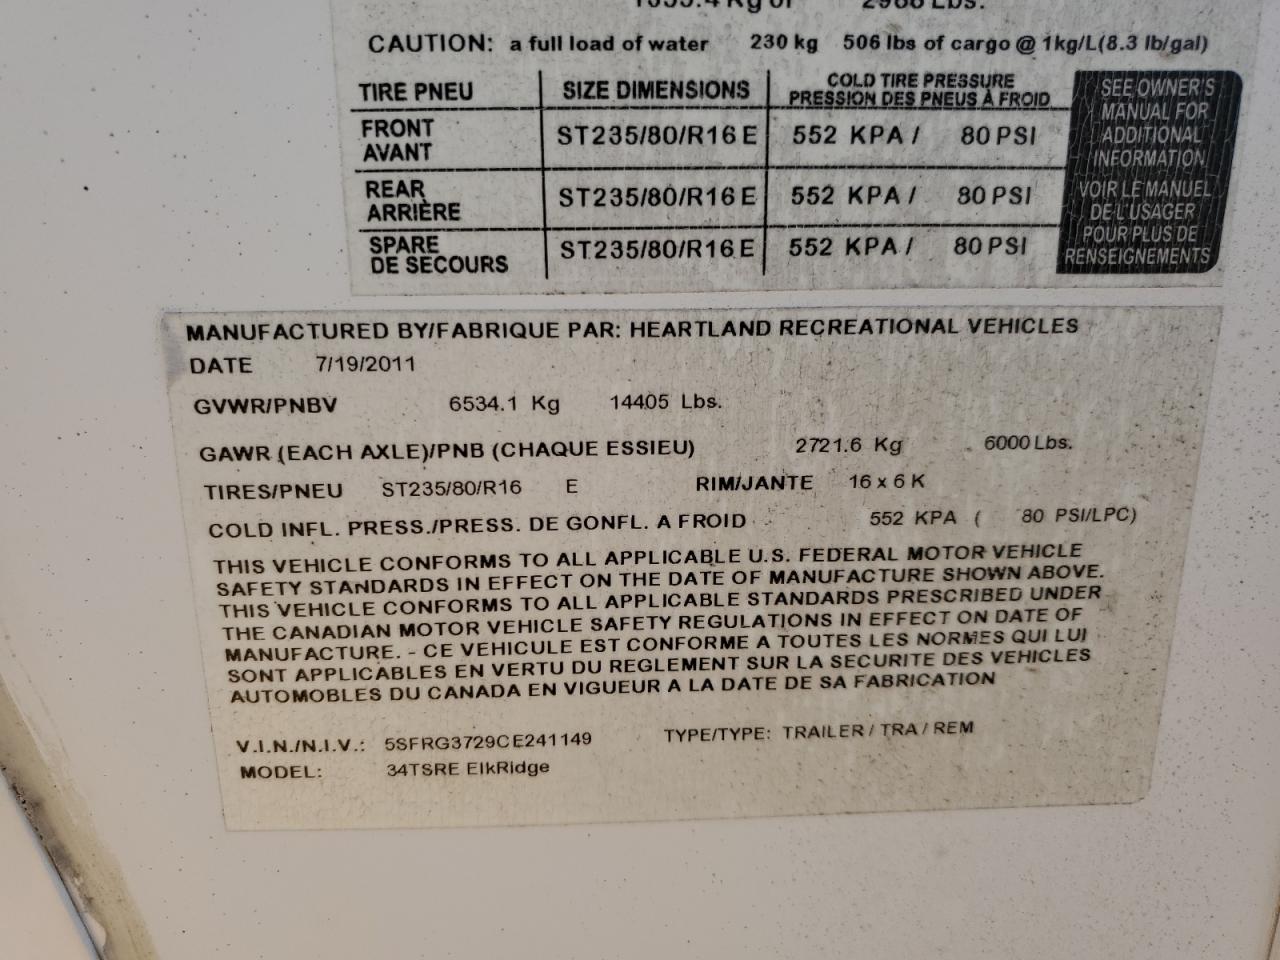 CAUTION: a full load of water 230 kg 506 lbs of cargo @ 1kg/L(8.3 lb/gal)
TIRE PNEU SIZE DIMENSIONS COLD TIRE PRESSURE
PRESSION DES PNEUS À FROID
FRONT
AVANT ST235/80/R16 E 552 KPA / 80 PSI
REAR
ARRIÈRE ST235/80/R16 E 552 KPA / 80 PSI
SPARE
DE SECOURS ST235/80/R16 E 552 KPA / 80 PSI
SEE OWNER'S
MANUAL FOR
ADDITIONAL
INFORMATION
VOIR LE MANUEL
DE L'USAGER
POUR PLUS DE
RENSEIGNEMENTS
MANUFACTURED BY/FABRIQUE PAR: HEARTLAND RECREATIONAL VEHICLES
DATE 7/19/2011
GVWR/PNBV 6534.1 Kg 14405 Lbs.
GAWR (EACH AXLE)/PNB (CHAQUE ESSIEU) 2721.6 Kg 6000 Lbs.
TIRES/PNEU ST235/80/R16 E RIM/JANTE 16 x 6 K
COLD INFL. PRESS./PRESS. DE GONFL. A FROID 552 KPA ( 80 PSI/LPC)
THIS VEHICLE CONFORMS TO ALL APPLICABLE U.S. FEDERAL MOTOR VEHICLE
SAFETY STANDARDS IN EFFECT ON THE DATE OF MANUFACTURE SHOWN ABOVE.
THIS VEHICLE CONFORMS TO ALL APPLICABLE STANDARDS PRESCRIBED UNDER
THE CANADIAN MOTOR VEHICLE SAFETY REGULATIONS IN EFFECT ON DATE OF
MANUFACTURE. - CE VEHICULE EST CONFORME A TOUTES LES NORMES QUI LUI
SONT APPLICABLES EN VERTU DU REGLEMENT SUR LA SECURITE DES VEHICLES
AUTOMOBLES DU CANADA EN VIGUEUR A LA DATE DE SA FABRICATION
V.I.N./N.I.V.: 5SFRG3729CE241149 TYPE/TYPE: TRAILER / TRA / REM
MODEL: 34TSRE ElkRidge